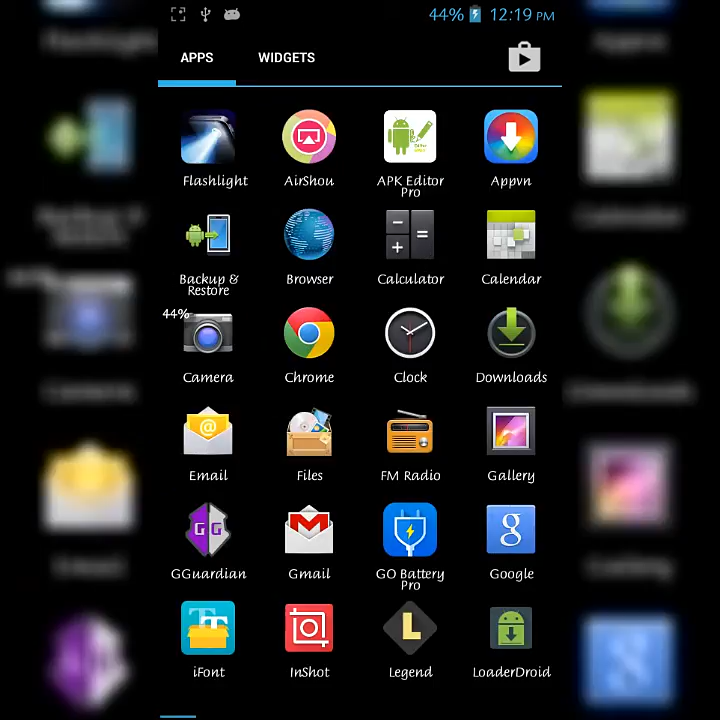 44% 12:19 PM
APPS WIDGETS
Flashlight AirShou APK Editor Pro Appvn
Backup & Restore Browser Calculator Calendar
44%
Camera Chrome Clock Downloads
Email Files FM Radio Gallery
GGuardian Gmail GO Battery Pro Google
iFont InShot Legend LoaderDroid